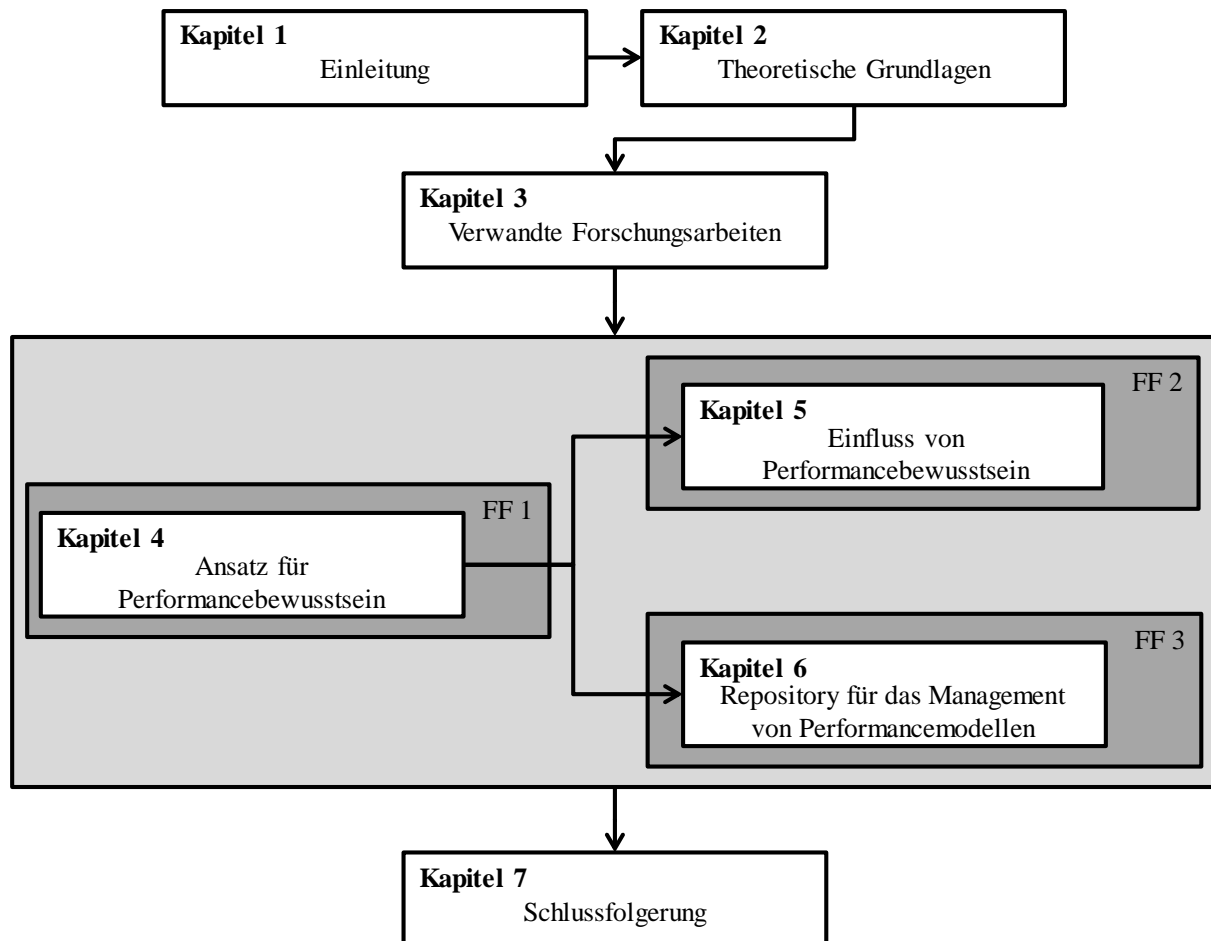 Kapitel 1
Einleitung
Kapitel 2
Theoretische Grundlagen
Kapitel 3
Verwandte Forschungsarbeiten
FF 2
Kapitel 5
Einfluss von
Performancebewusstsein
FF 1
Kapitel 4
Ansatz für
Performancebewusstsein
FF 3
Kapitel 6
Repository für das Management
von Performancemodellen
Kapitel 7
Schlussfolgerung